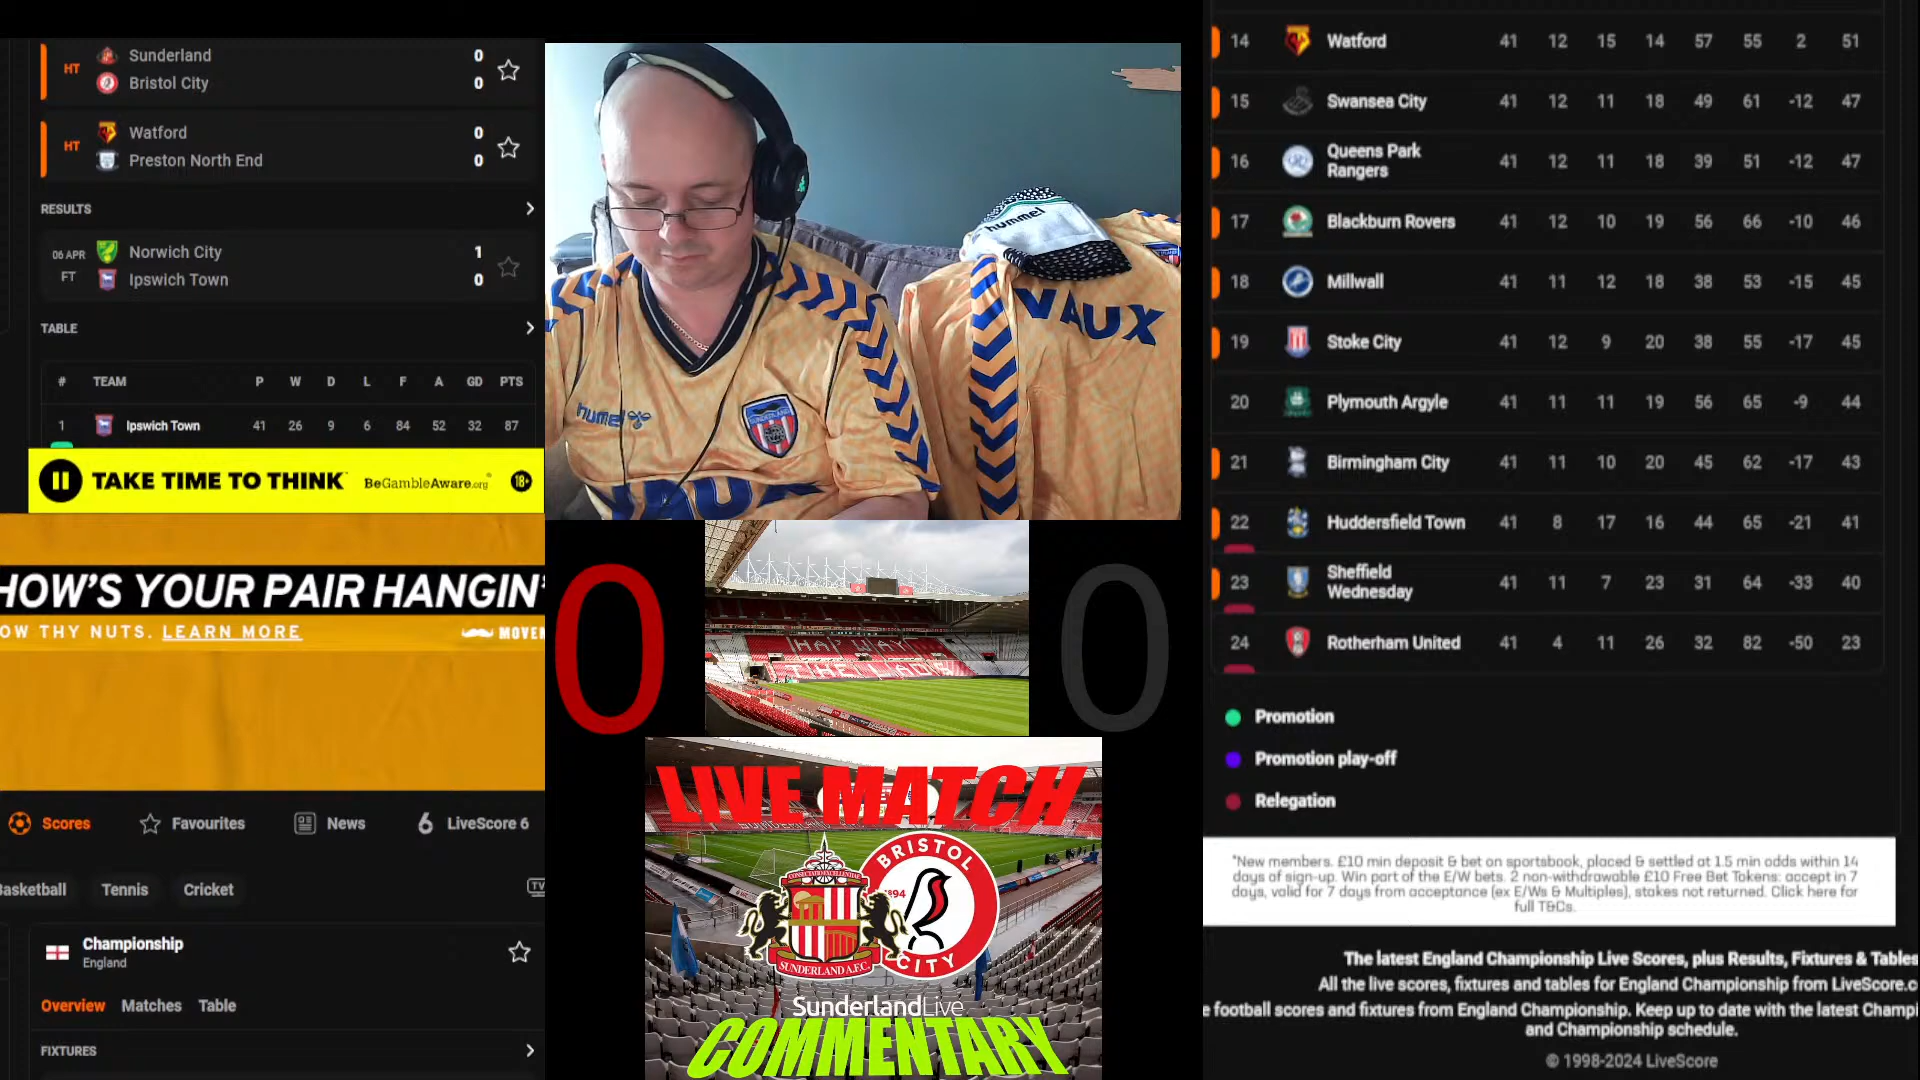 HT
Sunderland 0
Bristol City 0
HT
Watford 0
Preston North End 0
RESULTS
06 APR
FT
Norwich City 1
Ipswich Town 0
TABLE
# TEAM P W D L F A GD PTS
1 Ipswich Town 41 26 9 6 84 52 32 87
TAKE TIME TO THINK BeGambleAware.org 18+
HOW'S YOUR PAIR HANGIN'
OW THY NUTS. LEARN MORE MOVEM
Scores Favourites News 6 LiveScore 6
Basketball Tennis Cricket TV
Championship
England
Overview Matches Table
FIXTURES
hummel
VAUX
hummel
SUNDERLAND
VAUX
0 0
HA'WAY
THE LADS
LIVE MATCH
CONSECTATIO EXCELLENTIAE
SUNDERLAND A.F.C
BRISTOL
1894
CITY
SunderlandLive
COMMENTARY
14 Watford 41 12 15 14 57 55 2 51
15 Swansea City 41 12 11 18 49 61 -12 47
16 Queens Park Rangers 41 12 11 18 39 51 -12 47
17 Blackburn Rovers 41 12 10 19 56 66 -10 46
18 Millwall 41 11 12 18 38 53 -15 45
19 Stoke City 41 12 9 20 38 55 -17 45
20 Plymouth Argyle 41 11 11 19 56 65 -9 44
21 Birmingham City 41 11 10 20 45 62 -17 43
22 Huddersfield Town 41 8 17 16 44 65 -21 41
23 Sheffield Wednesday 41 11 7 23 31 64 -33 40
24 Rotherham United 41 4 11 26 32 82 -50 23
Promotion
Promotion play-off
Relegation
*New members. £10 min deposit & bet on sportsbook, placed & settled at 1.5 min odds within 14
days of sign-up. Win part of the E/W bets. 2 non-withdrawable £10 Free Bet Tokens: accept in 7
days, valid for 7 days from acceptance (ex E/Ws & Multiples), stakes not returned. Click here for
full T&Cs.
The latest England Championship Live Scores, plus Results, Fixtures & Tables
All the live scores, fixtures and tables for England Championship from LiveScore.c
e football scores and fixtures from England Championship. Keep up to date with the latest Champi
and Championship schedule.
© 1998-2024 LiveScore